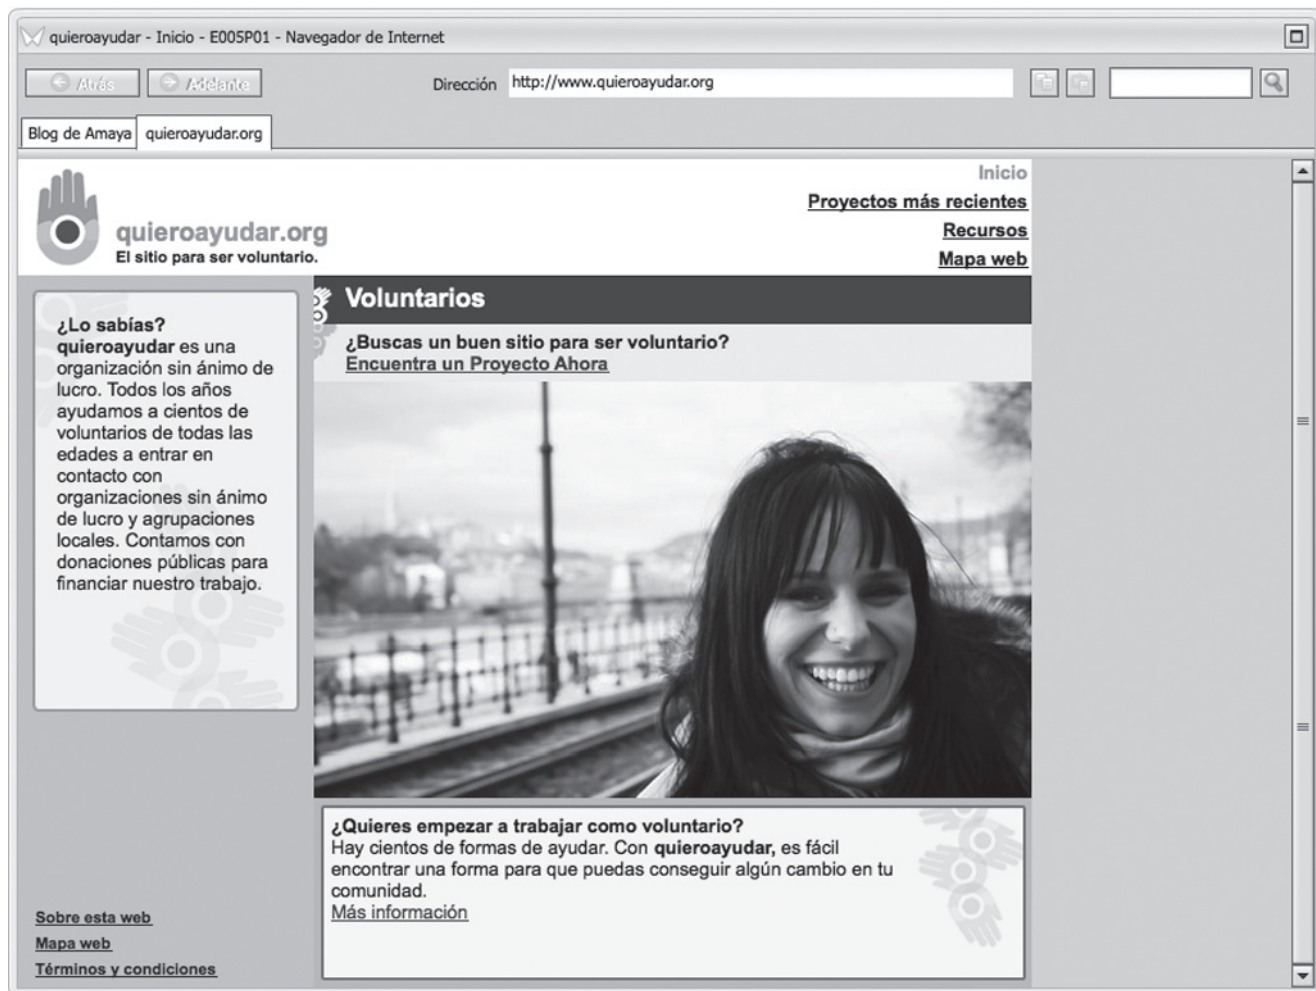 quieroayudar - Inicio - E005P01 - Navegador de Internet
Atrás
Adelante
Dirección
http://www.quieroayudar.org
Blog de Amaya
quieroayudar.org
quieroayudar.org
El sitio para ser voluntario.
Inicio
Proyectos más recientes
Recursos
Mapa web
¿Lo sabías?
quieroayudar es una
organización sin ánimo de
lucro. Todos los años
ayudamos a cientos de
voluntarios de todas las
edades a entrar en
contacto con
organizaciones sin ánimo
de lucro y agrupaciones
locales. Contamos con
donaciones públicas para
financiar nuestro trabajo.
Voluntarios
¿Buscas un buen sitio para ser voluntario?
Encuentra un Proyecto Ahora
¿Quieres empezar a trabajar como voluntario?
Hay cientos de formas de ayudar. Con quieroayudar, es fácil
encontrar una forma para que puedas conseguir algún cambio en tu
comunidad.
Más información
Sobre esta web
Mapa web
Términos y condiciones